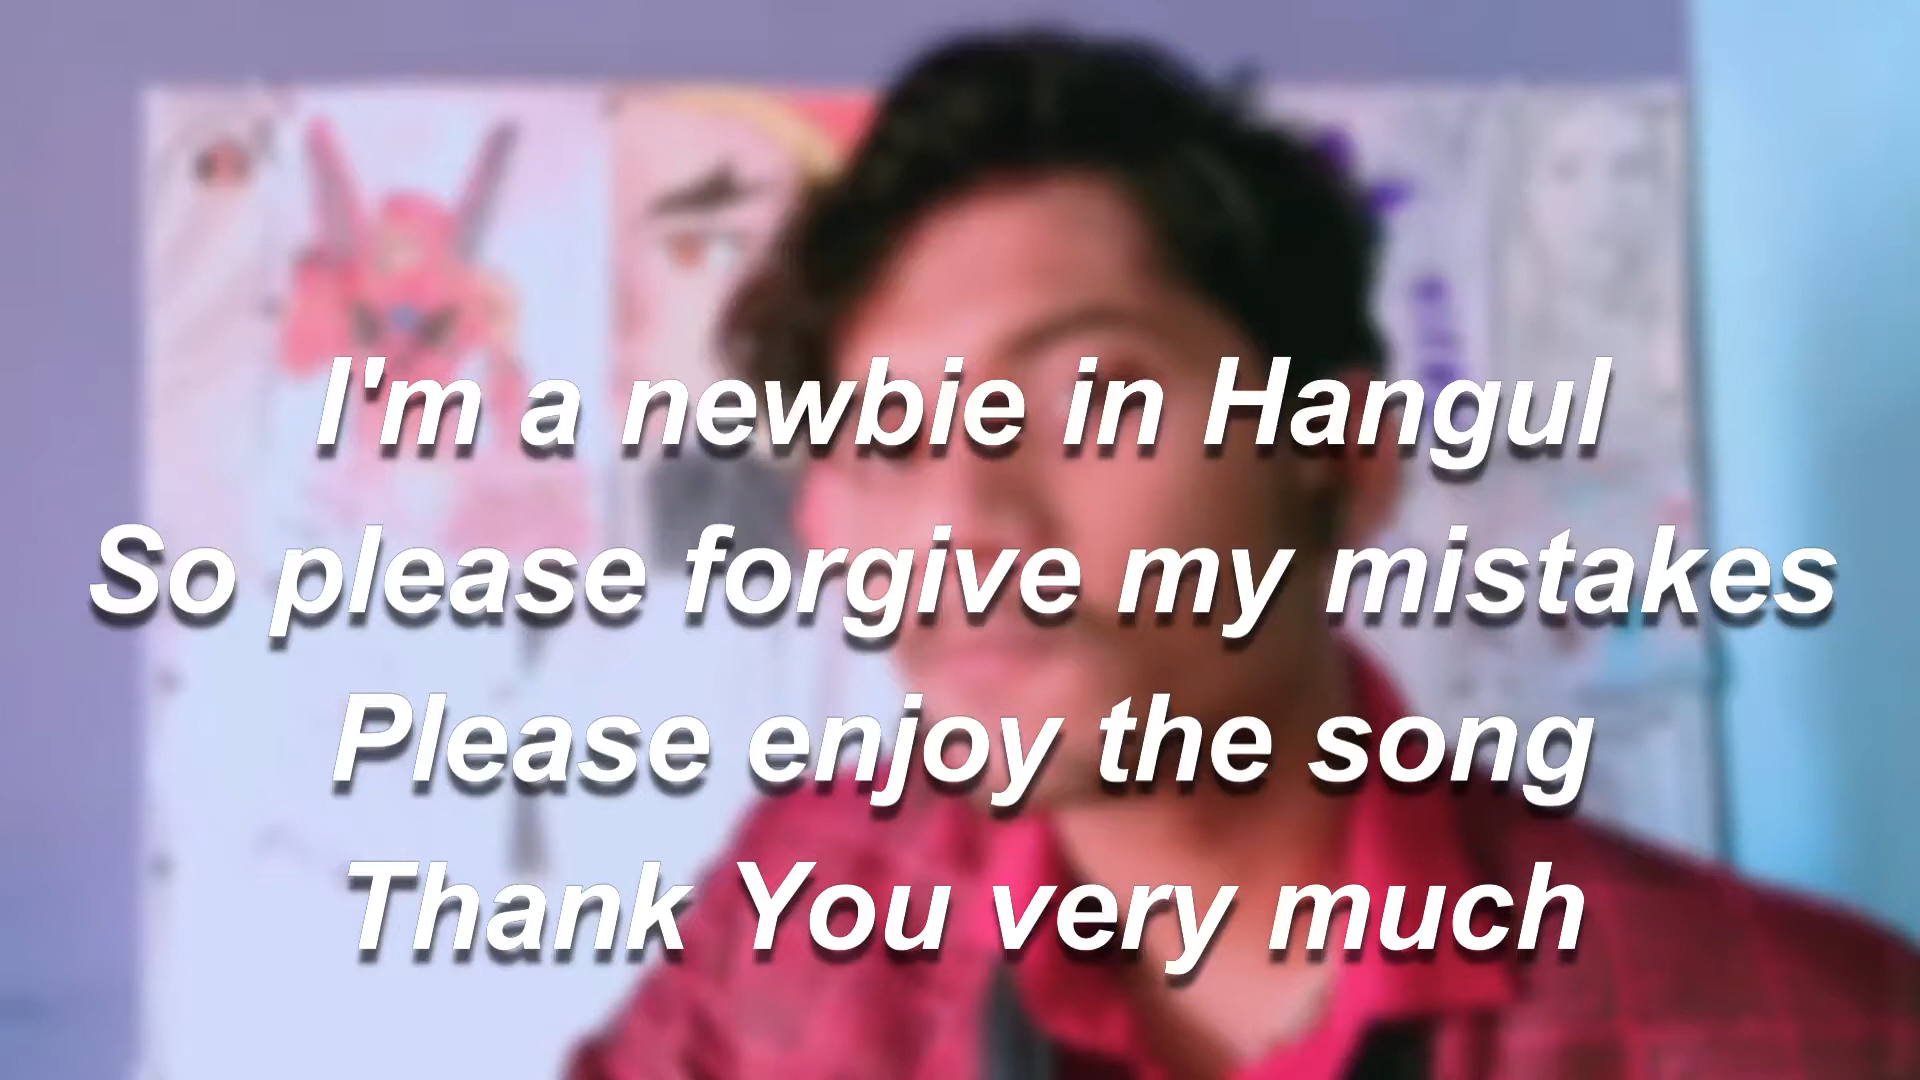 I'm a newbie in Hangul
So please forgive my mistakes
Please enjoy the song
Thank You very much